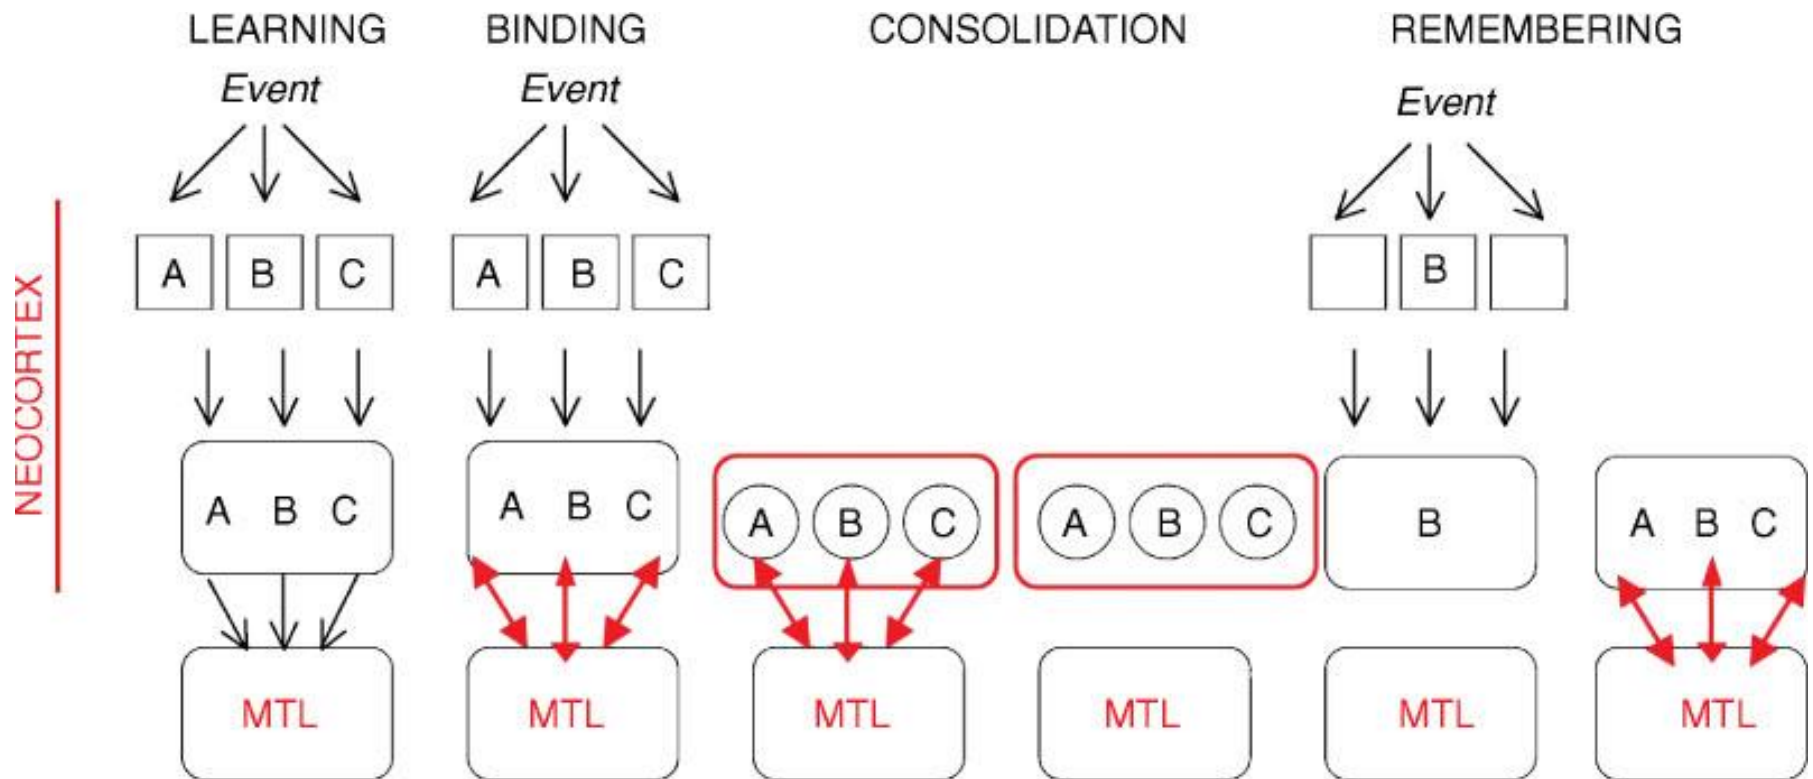 LEARNING BINDING CONSOLIDATION REMEMBERING
Event Event Event
NEOCORTEX
A B C A B C B
A B C A B C A B C A B C B A B C
MTL MTL MTL MTL MTL MTL